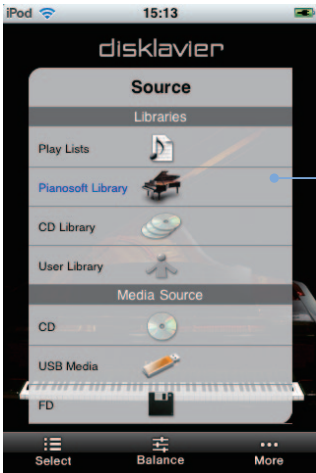 iPod 15:13
disklavier
Source
Libraries
Play Lists
Pianosoft Library
CD Library
User Library
Media Source
CD
USB Media
FD
Select Balance More